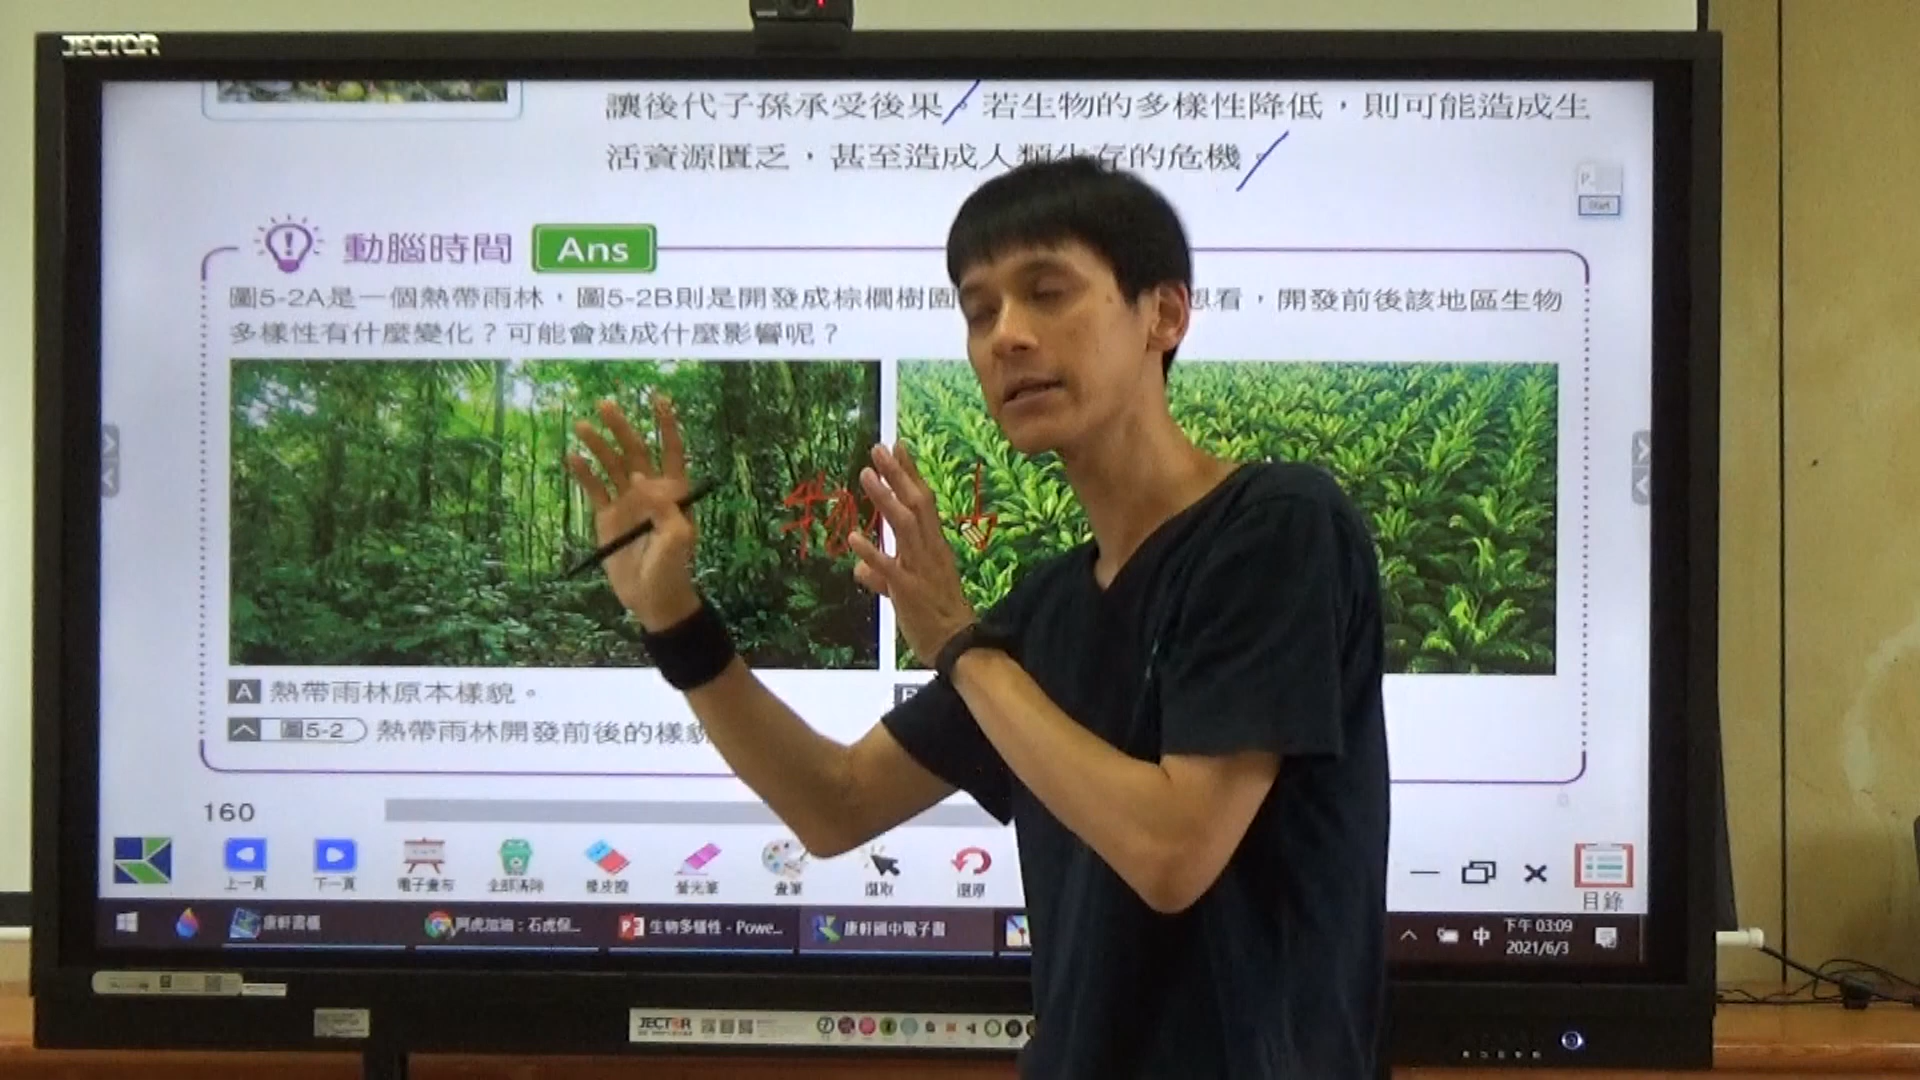 JECTOR
讓後代子孫承受後果。若生物的多樣性降低，則可能造成生
活資源匱乏，甚至造成人類生存的危機。
動腦時間 Ans
圖5-2A是一個熱帶雨林，圖5-2B則是開發成棕櫚樹園 想看，開發前後該地區生物
多樣性有什麼變化？可能會造成什麼影響呢？
物 ↓
A 熱帶雨林原本樣貌。
圖5-2 熱帶雨林開發前後的樣貌
160
上一頁 下一頁 電子畫布 全部清除 橡皮擦 螢光筆 畫筆 選取 還原 目錄
康軒書櫃 阿虎加油：石虎保... 生物多樣性 - Powe... 康軒國中電子書 中 下午 03:09
2021/6/3
JECTOR